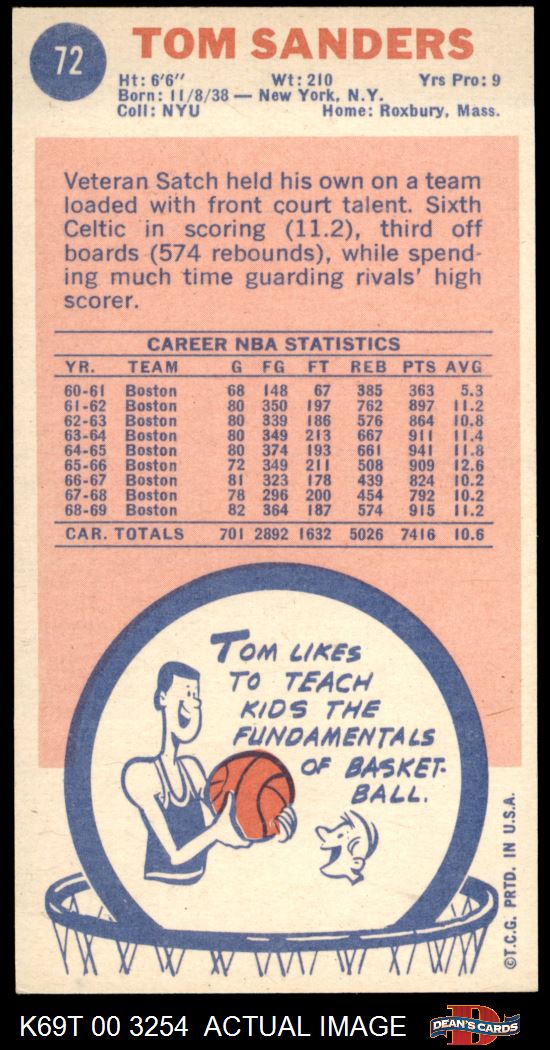 72
TOM SANDERS
Ht: 6'6" Wt: 210 Yrs Pro: 9
Born: 11/8/38 — New York, N.Y.
Coll: NYU Home: Roxbury, Mass.
Veteran Satch held his own on a team
loaded with front court talent. Sixth
Celtic in scoring (11.2), third off
boards (574 rebounds), while spend-
ing much time guarding rivals' high
scorer.
CAREER NBA STATISTICS
YR. TEAM G FG FT REB PTS AVG
60-61 Boston 68 148 67 385 363 5.3
61-62 Boston 80 350 197 762 897 11.2
62-63 Boston 80 339 186 576 864 10.8
63-64 Boston 80 349 213 667 911 11.4
64-65 Boston 80 374 193 661 941 11.8
65-66 Boston 72 349 211 508 909 12.6
66-67 Boston 81 323 178 439 824 10.2
67-68 Boston 78 296 200 454 792 10.2
68-69 Boston 82 364 187 574 915 11.2
CAR. TOTALS 701 2892 1632 5026 7416 10.6
TOM LIKES
TO TEACH
KIDS THE
FUNDAMENTALS
OF BASKET-
BALL.
©T.C.G. PRTD. IN U.S.A.
K69T 00 3254 ACTUAL IMAGE
D
DEAN'S CARDS